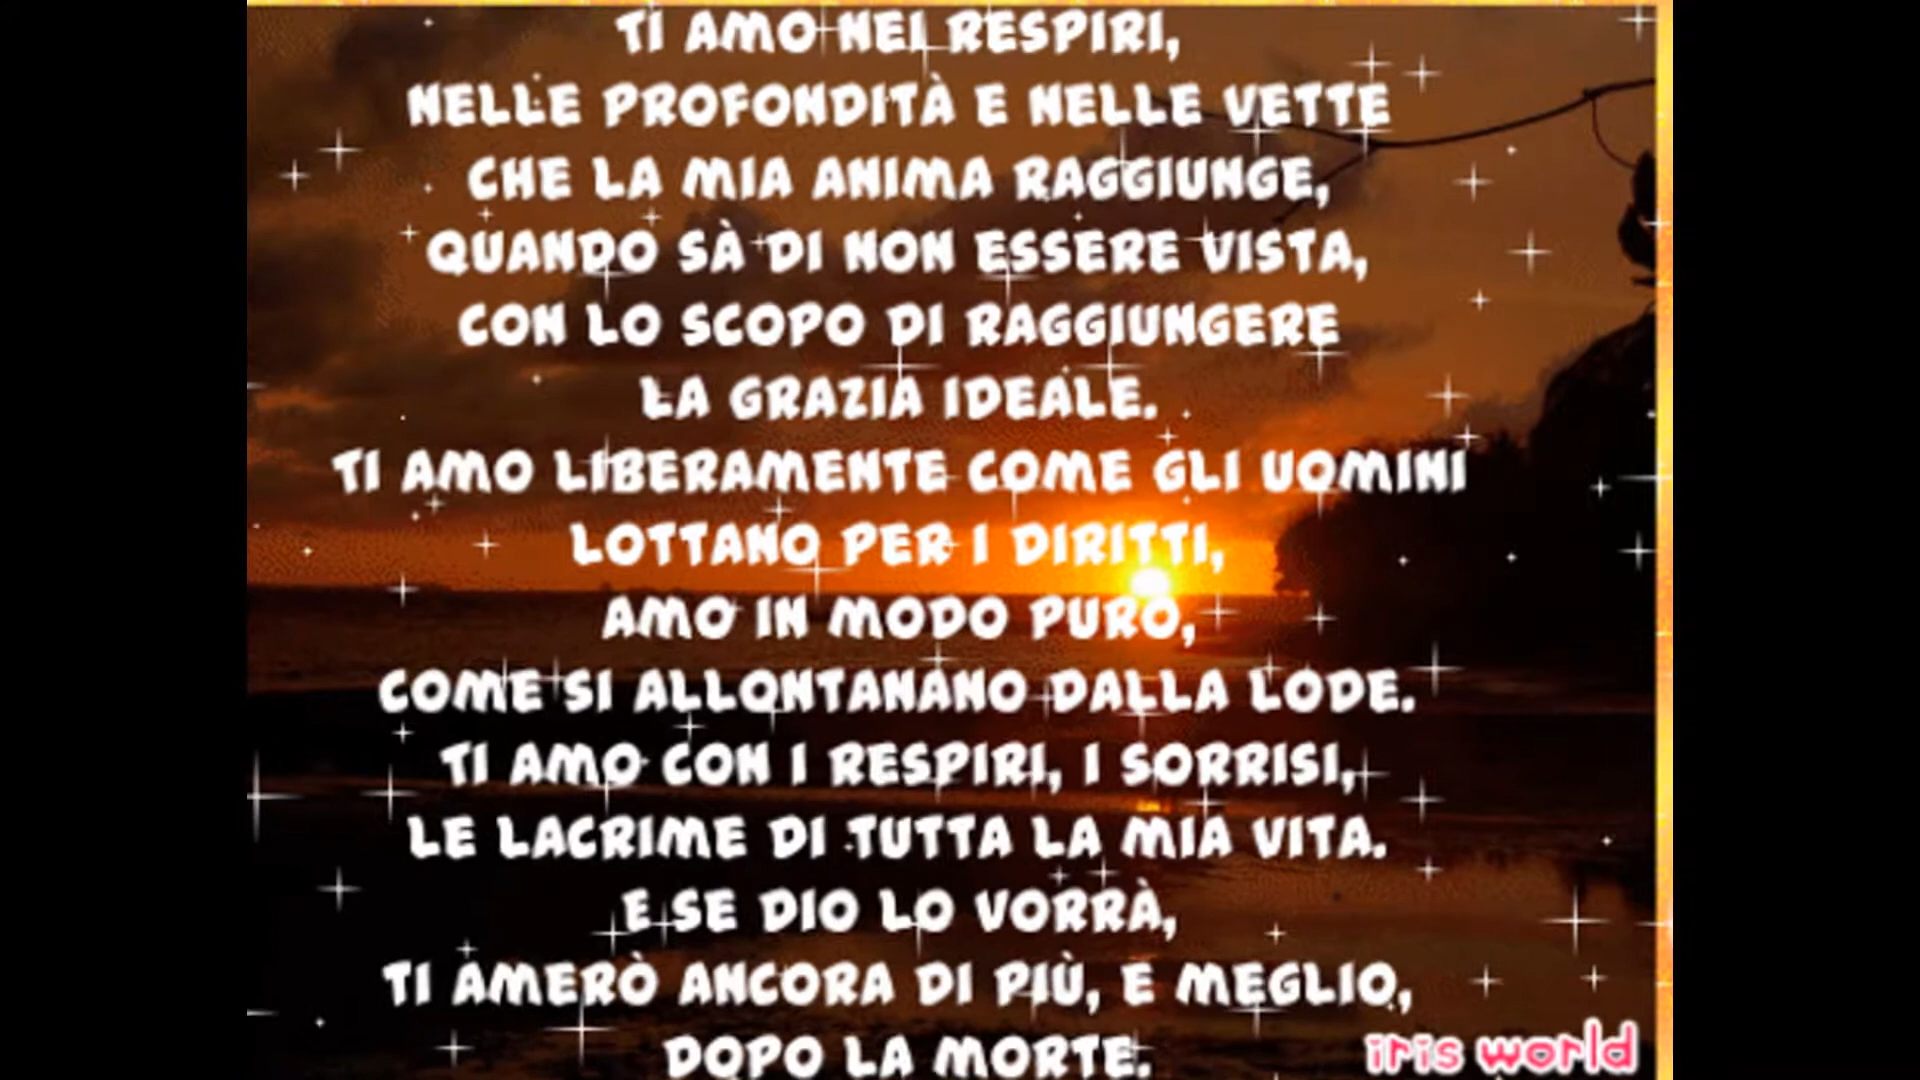 TI AMO NEI RESPIRI,
NELLE PROFONDITÀ E NELLE VETTE
CHE LA MIA ANIMA RAGGIUNGE,
QUANDO SÀ DI NON ESSERE VISTA,
CON LO SCOPO DI RAGGIUNGERE
LA GRAZIA IDEALE.
TI AMO LIBERAMENTE COME GLI UOMINI
LOTTANO PER I DIRITTI,
AMO IN MODO PURO,
COME SI ALLONTANANO DALLA LODE.
TI AMO CON I RESPIRI, I SORRISI,
LE LACRIME DI TUTTA LA MIA VITA.
E SE DIO LO VORRÀ,
TI AMERÒ ANCORA DI PIÙ, E MEGLIO,
DOPO LA MORTE.
iris world